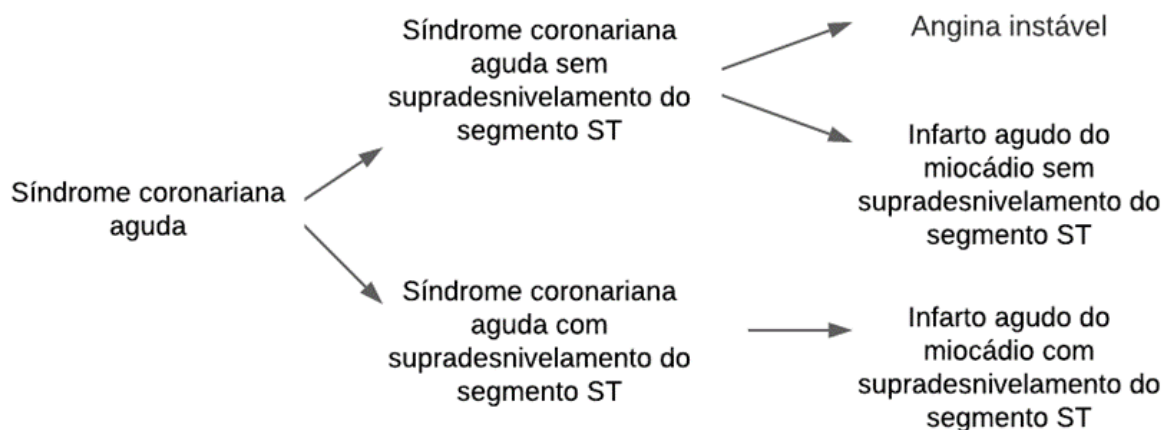 Síndrome coronariana
aguda
Síndrome coronariana
aguda sem
supradesnivelamento do
segmento ST
Angina instável
Infarto agudo do
miocádio sem
supradesnivelamento do
segmento ST
Síndrome coronariana
aguda com
supradesnivelamento do
segmento ST
Infarto agudo do
miocádio com
supradesnivelamento do
segmento ST